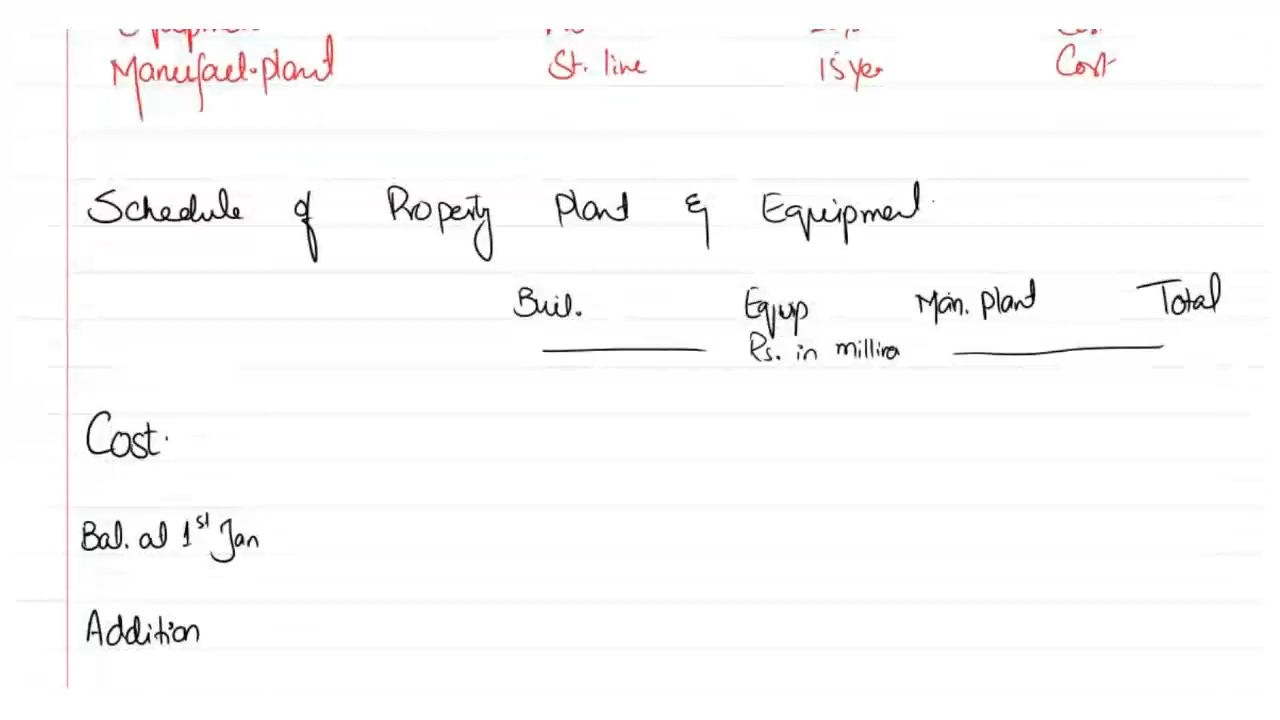 Manufact. plant St. line 15 yr Cost
Schedule of Property Plant & Equipment
Buil. Equip Man. plant Total
Rs. in million
Cost.
Bal. at 1st Jan
Addition